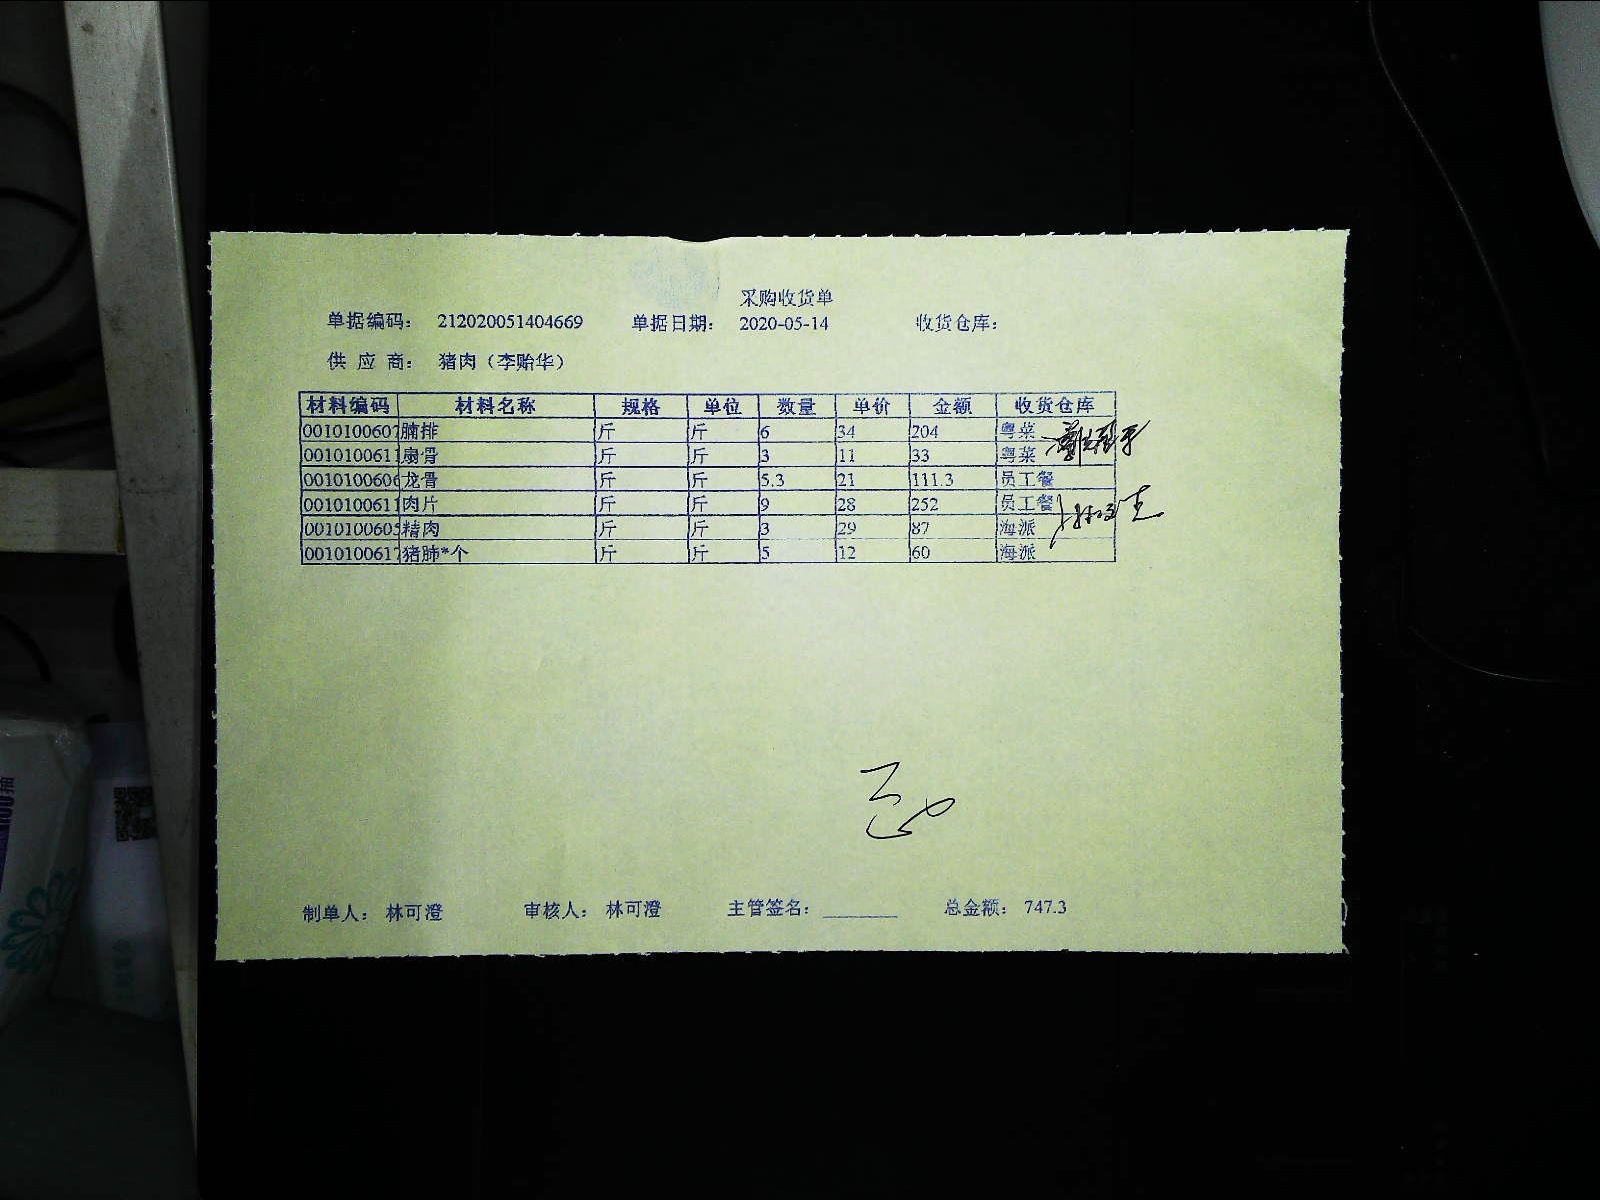 采购收货单
单据编码： 212020051404669 单据日期： 2020-05-14 收货仓库：
供 应 商： 猪肉（李贻华）
材料编码 材料名称 规格 单位 数量 单价 金额 收货仓库
0010100607 腩排 斤 斤 6 34 204 粤菜
001010061 扇骨 斤 斤 3 11 33 粤菜
001010060 龙骨 斤 斤 5.3 21 111.3 员工餐
001010061 肉片 斤 斤 9 28 252 员工餐
001010060 精肉 斤 斤 3 29 87 海派
001010061 猪肺*个 斤 斤 5 12 60 海派
制单人： 林可澄 审核人： 林可澄 主管签名： 总金额： 747.3